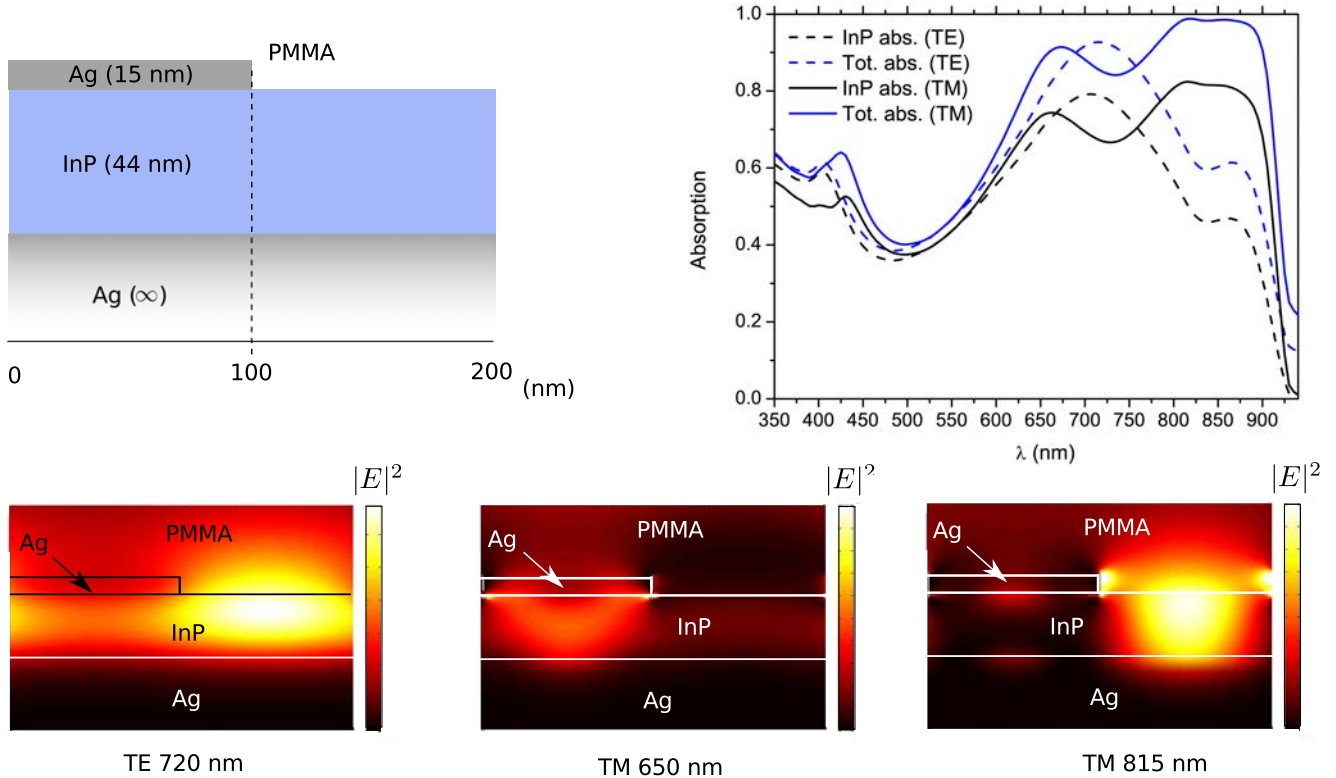 PMMA
Ag (15 nm)
InP (44 nm)
Ag (∞)
0
100
200
(nm)
1.0
0.8
0.6
0.4
0.2
0.0
Absorption
InP abs. (TE)
Tot. abs. (TE)
InP abs. (TM)
Tot. abs. (TM)
350 400 450 500 550 600 650 700 750 800 850 900
λ (nm)
|E|²
PMMA
Ag
InP
Ag
TE 720 nm
|E|²
PMMA
Ag
InP
Ag
TM 650 nm
|E|²
PMMA
Ag
InP
Ag
TM 815 nm